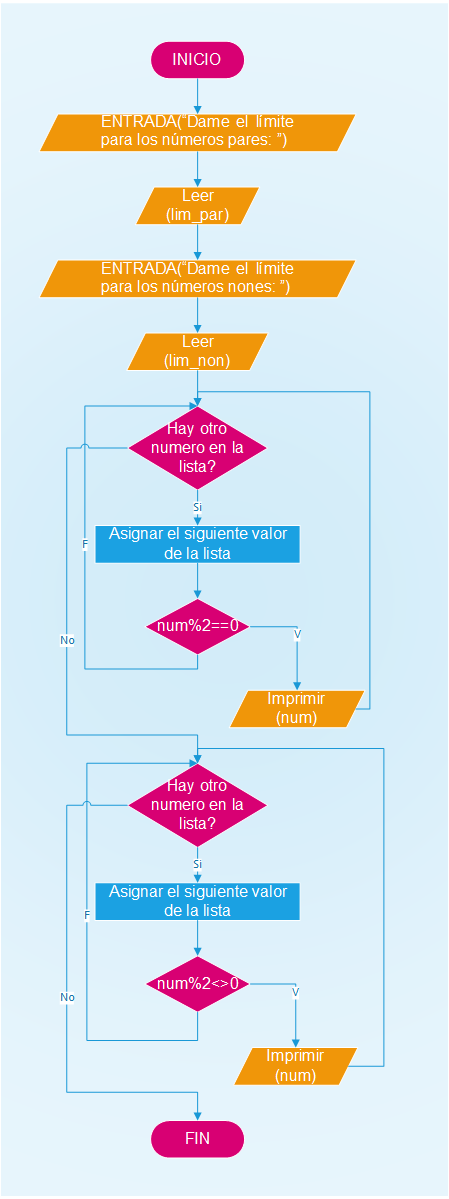 INICIO
ENTRADA(“Dame el límite
para los números pares: ”)
Leer
(lim_par)
ENTRADA(“Dame el límite
para los números nones: ”)
Leer
(lim_non)
Hay otro
numero en la
lista?
Si
Asignar el siguiente valor
de la lista
F
num%2==0
V
No
Imprimir
(num)
Hay otro
numero en la
lista?
Si
Asignar el siguiente valor
de la lista
F
num%2<>0
V
No
Imprimir
(num)
FIN